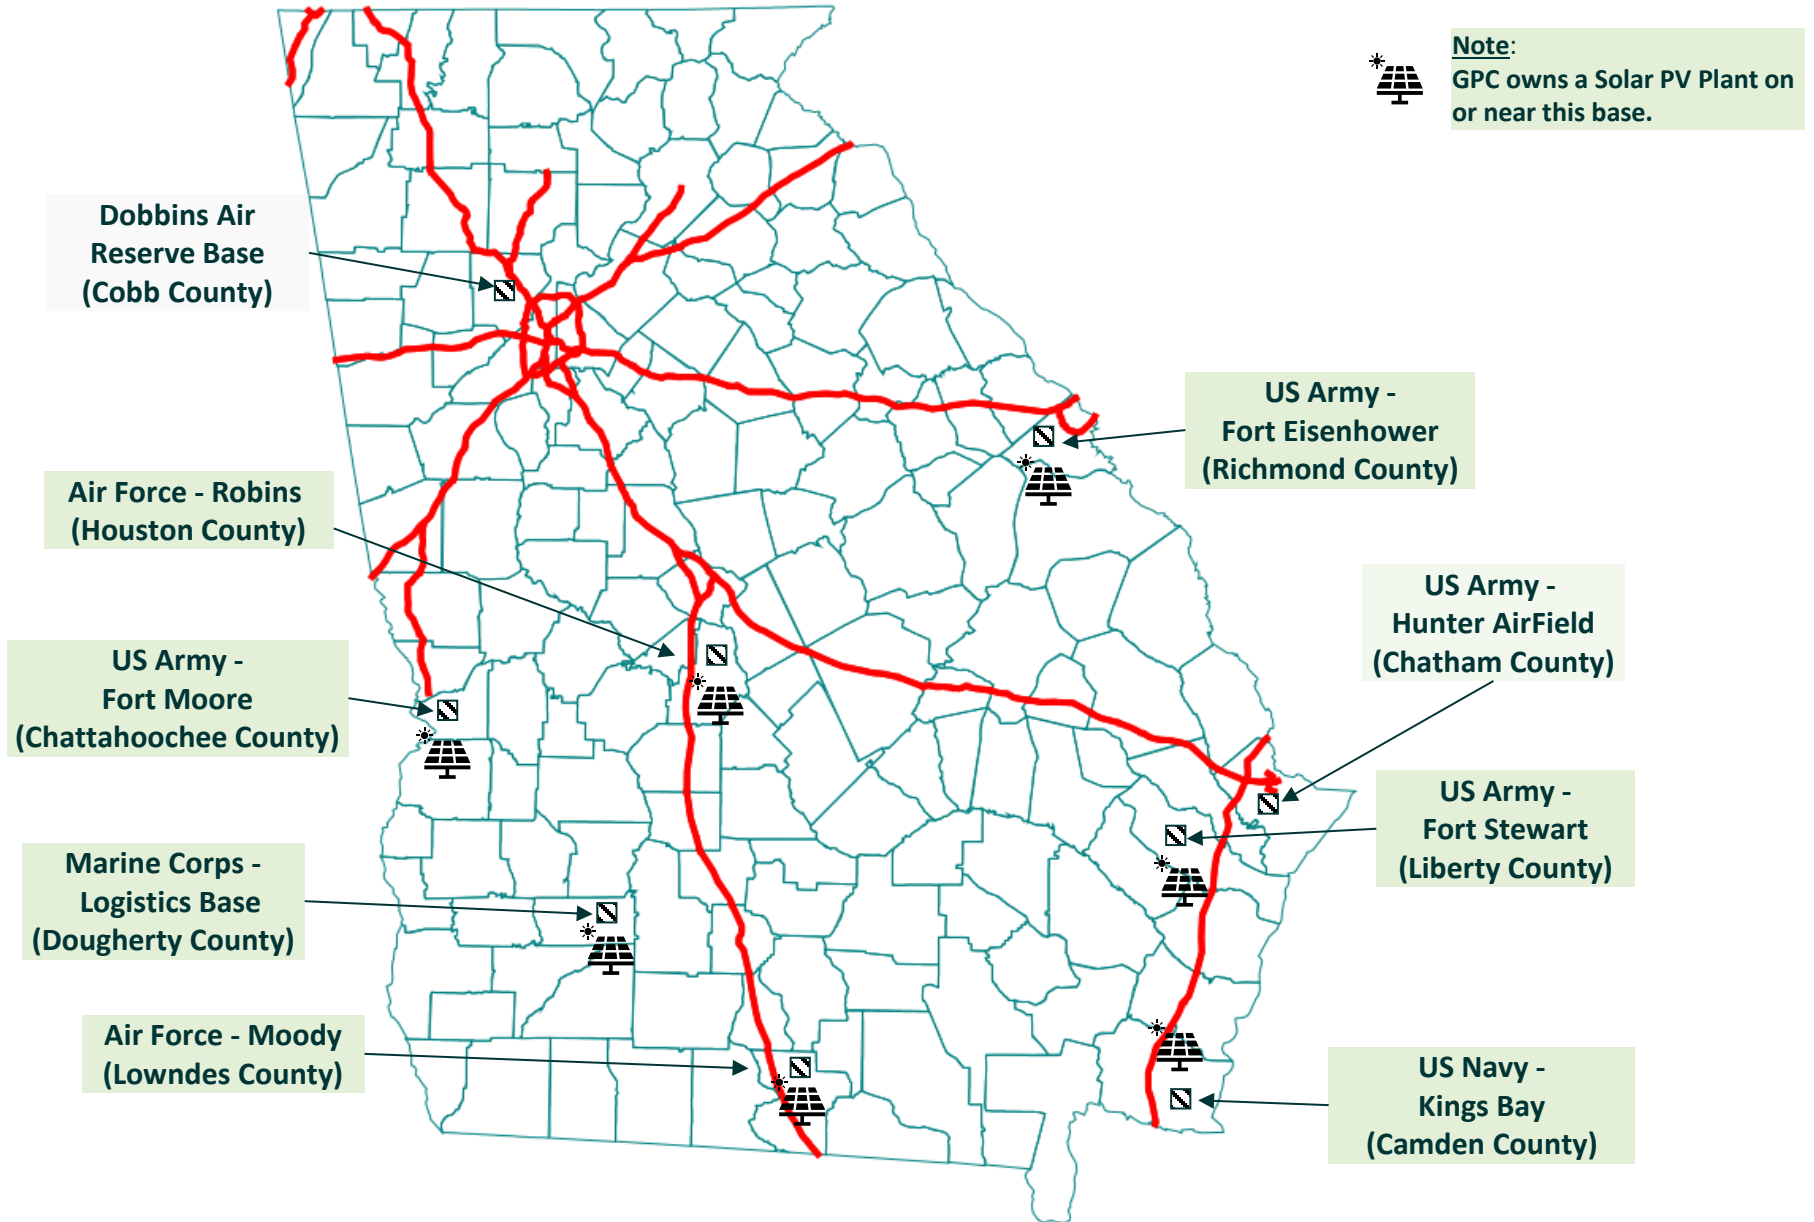 Note:
GPC owns a Solar PV Plant on
or near this base.
Dobbins Air
Reserve Base
(Cobb County)
US Army -
Fort Eisenhower
(Richmond County)
Air Force - Robins
(Houston County)
US Army -
Hunter AirField
(Chatham County)
US Army -
Fort Moore
(Chattahoochee County)
US Army -
Fort Stewart
(Liberty County)
Marine Corps -
Logistics Base
(Dougherty County)
Air Force - Moody
(Lowndes County)
US Navy -
Kings Bay
(Camden County)